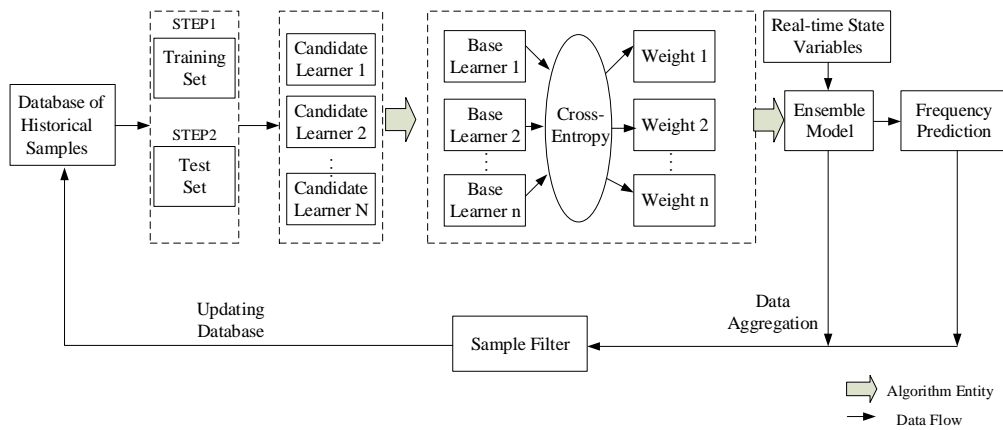 Database of
Historical
Samples
STEP1
Training
Set
STEP2
Test
Set
Candidate
Learner 1
Candidate
Learner 2
Candidate
Learner N
Base
Learner 1
Base
Learner 2
Base
Learner n
Cross-
Entropy
Weight 1
Weight 2
Weight n
Real-time State
Variables
Ensemble
Model
Frequency
Prediction
Updating
Database
Sample Filter
Data
Aggregation
Algorithm Entity
Data Flow